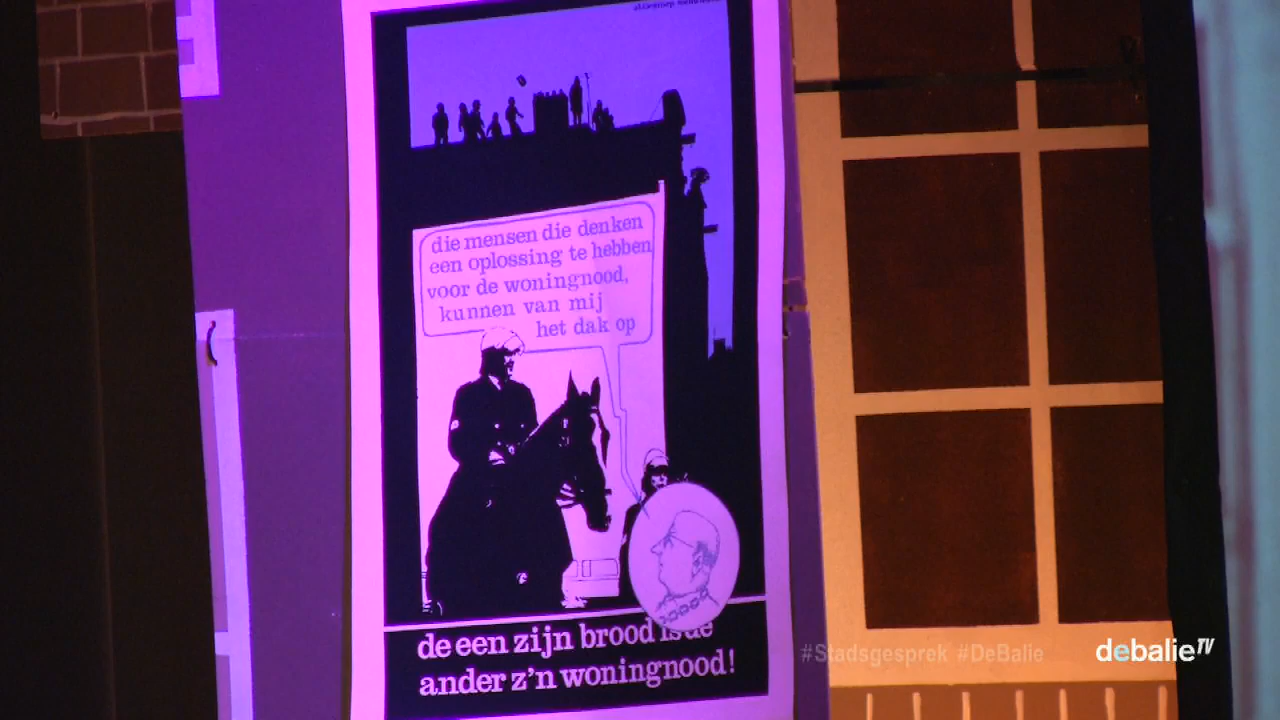 die mensen die denken
een oplossing te hebben
voor de woningnood,
kunnen van mij
het dak op
de een zijn brood is de
ander z'n woningnood!
#Stadsgesprek #DeBalie
debalieTV